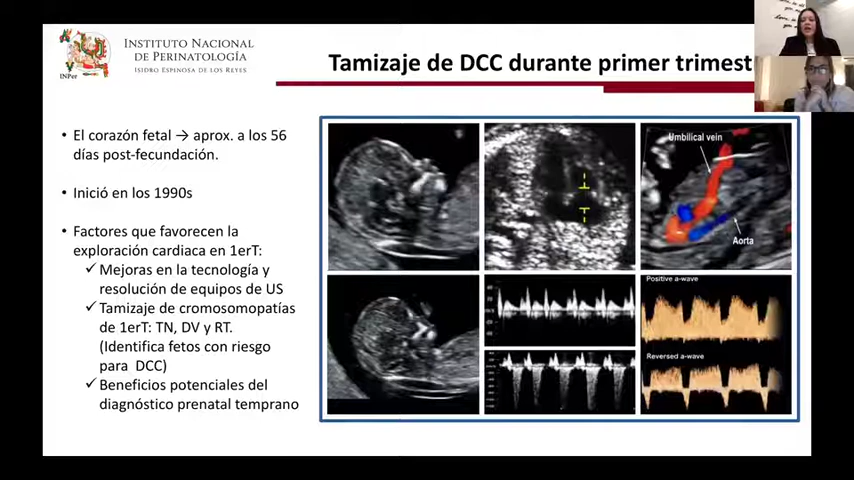 INPer
INSTITUTO NACIONAL
DE PERINATOLOGÍA
ISIDRO ESPINOSA DE LOS REYES
Tamizaje de DCC durante primer trimest
• El corazón fetal → aprox. a los 56
días post-fecundación.
• Inició en los 1990s
• Factores que favorecen la
exploración cardiaca en 1erT:
✓ Mejoras en la tecnología y
resolución de equipos de US
✓ Tamizaje de cromosomopatías
de 1erT: TN, DV y RT.
(Identifica fetos con riesgo
para DCC)
✓ Beneficios potenciales del
diagnóstico prenatal temprano
Umbilical vein
Aorta
Positive a-wave
Reversed a-wave